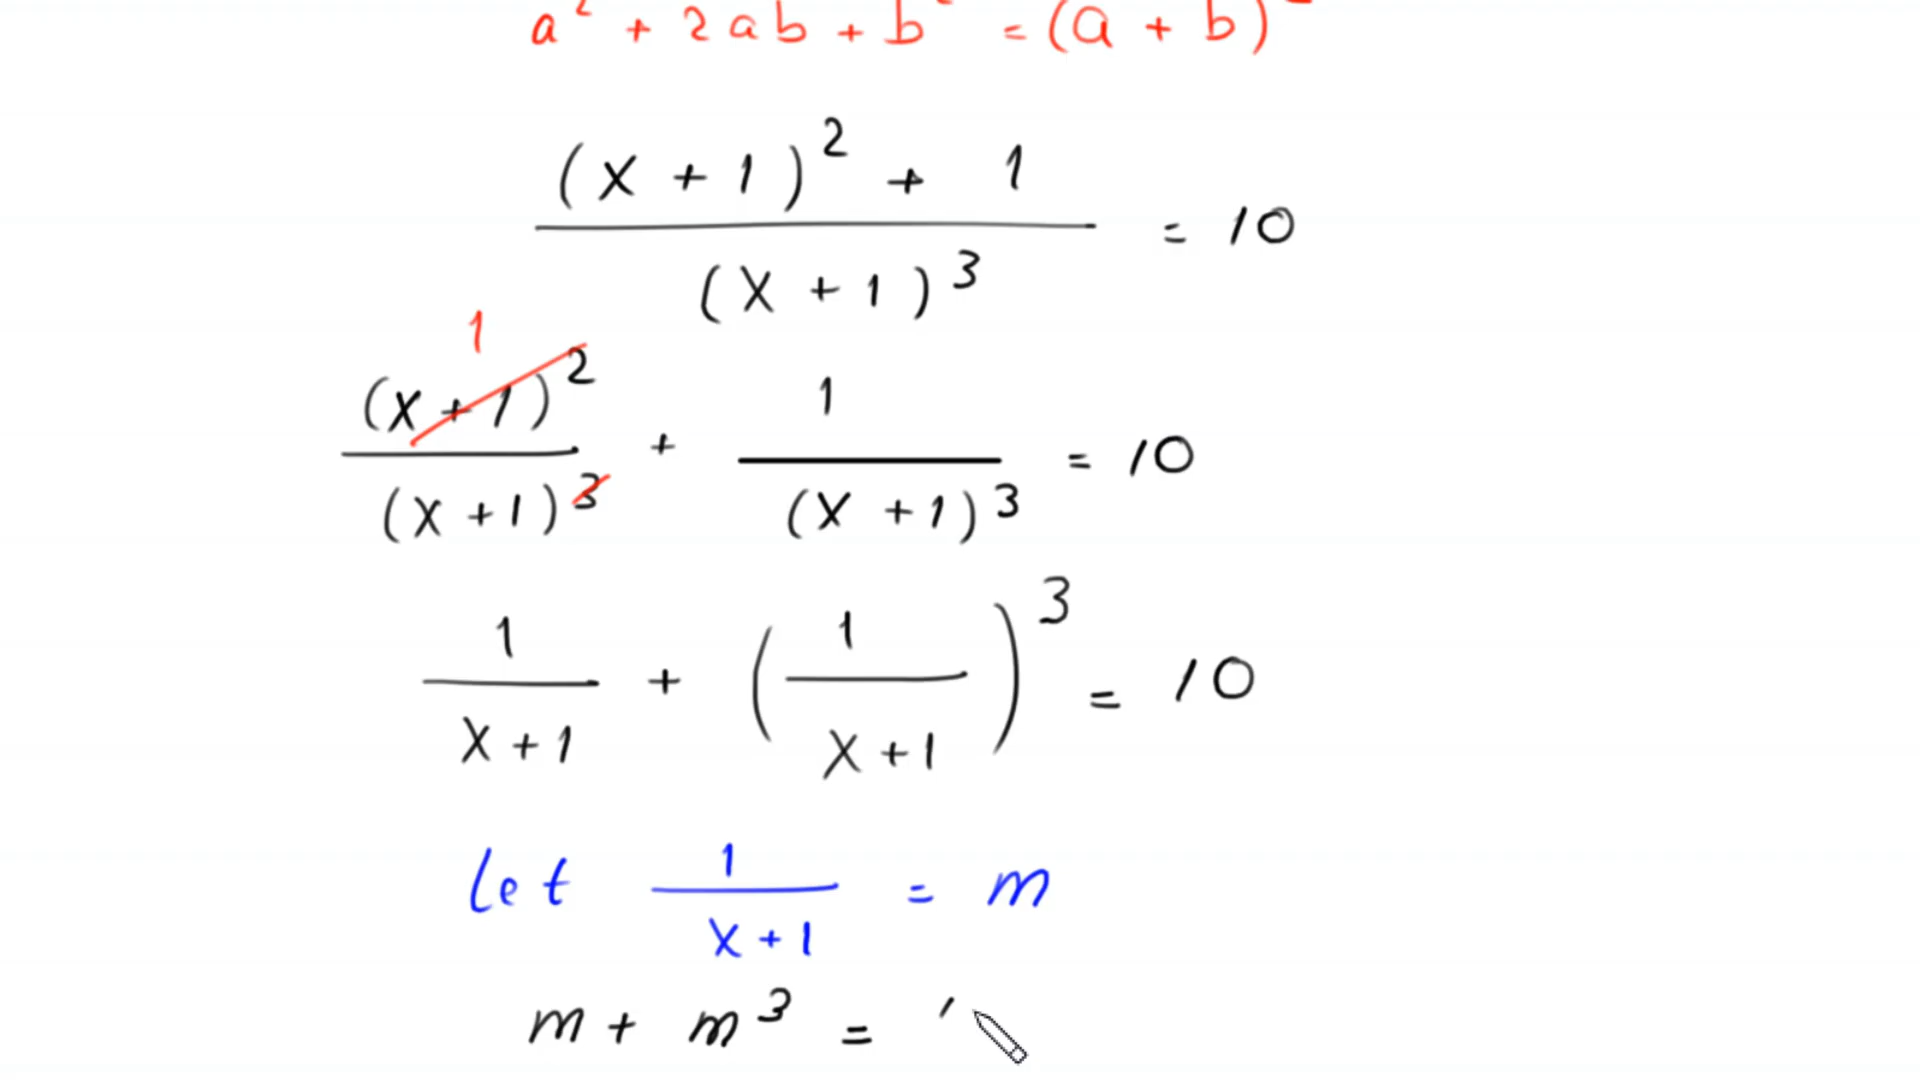 a² + 2ab + b² = (a + b)²
(x + 1)² + 1 / (x + 1)³ = 10
1
(x + 1)² / (x + 1)³ + 1 / (x + 1)³ = 10
1 / x + 1 + (1 / x + 1)³ = 10
let 1 / x + 1 = m
m + m³ =